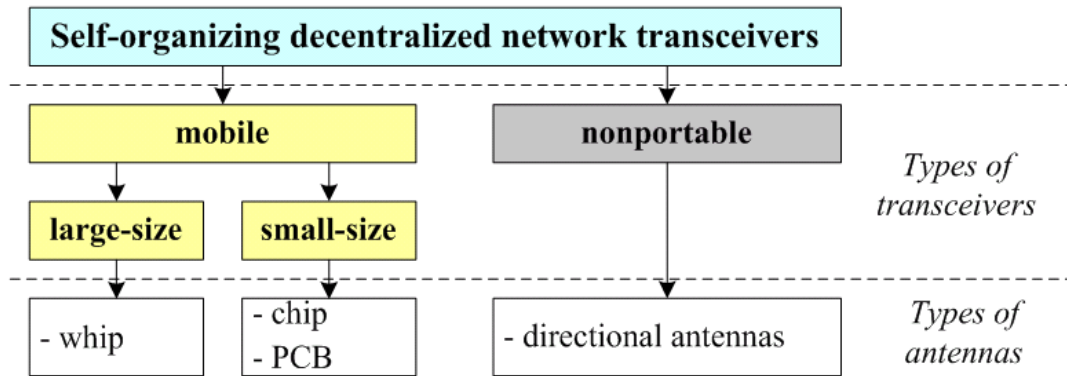 Self-organizing decentralized network transceivers
mobile
nonportable
Types of
transceivers
large-size
small-size
- whip
- chip
- PCB
- directional antennas
Types of
antennas